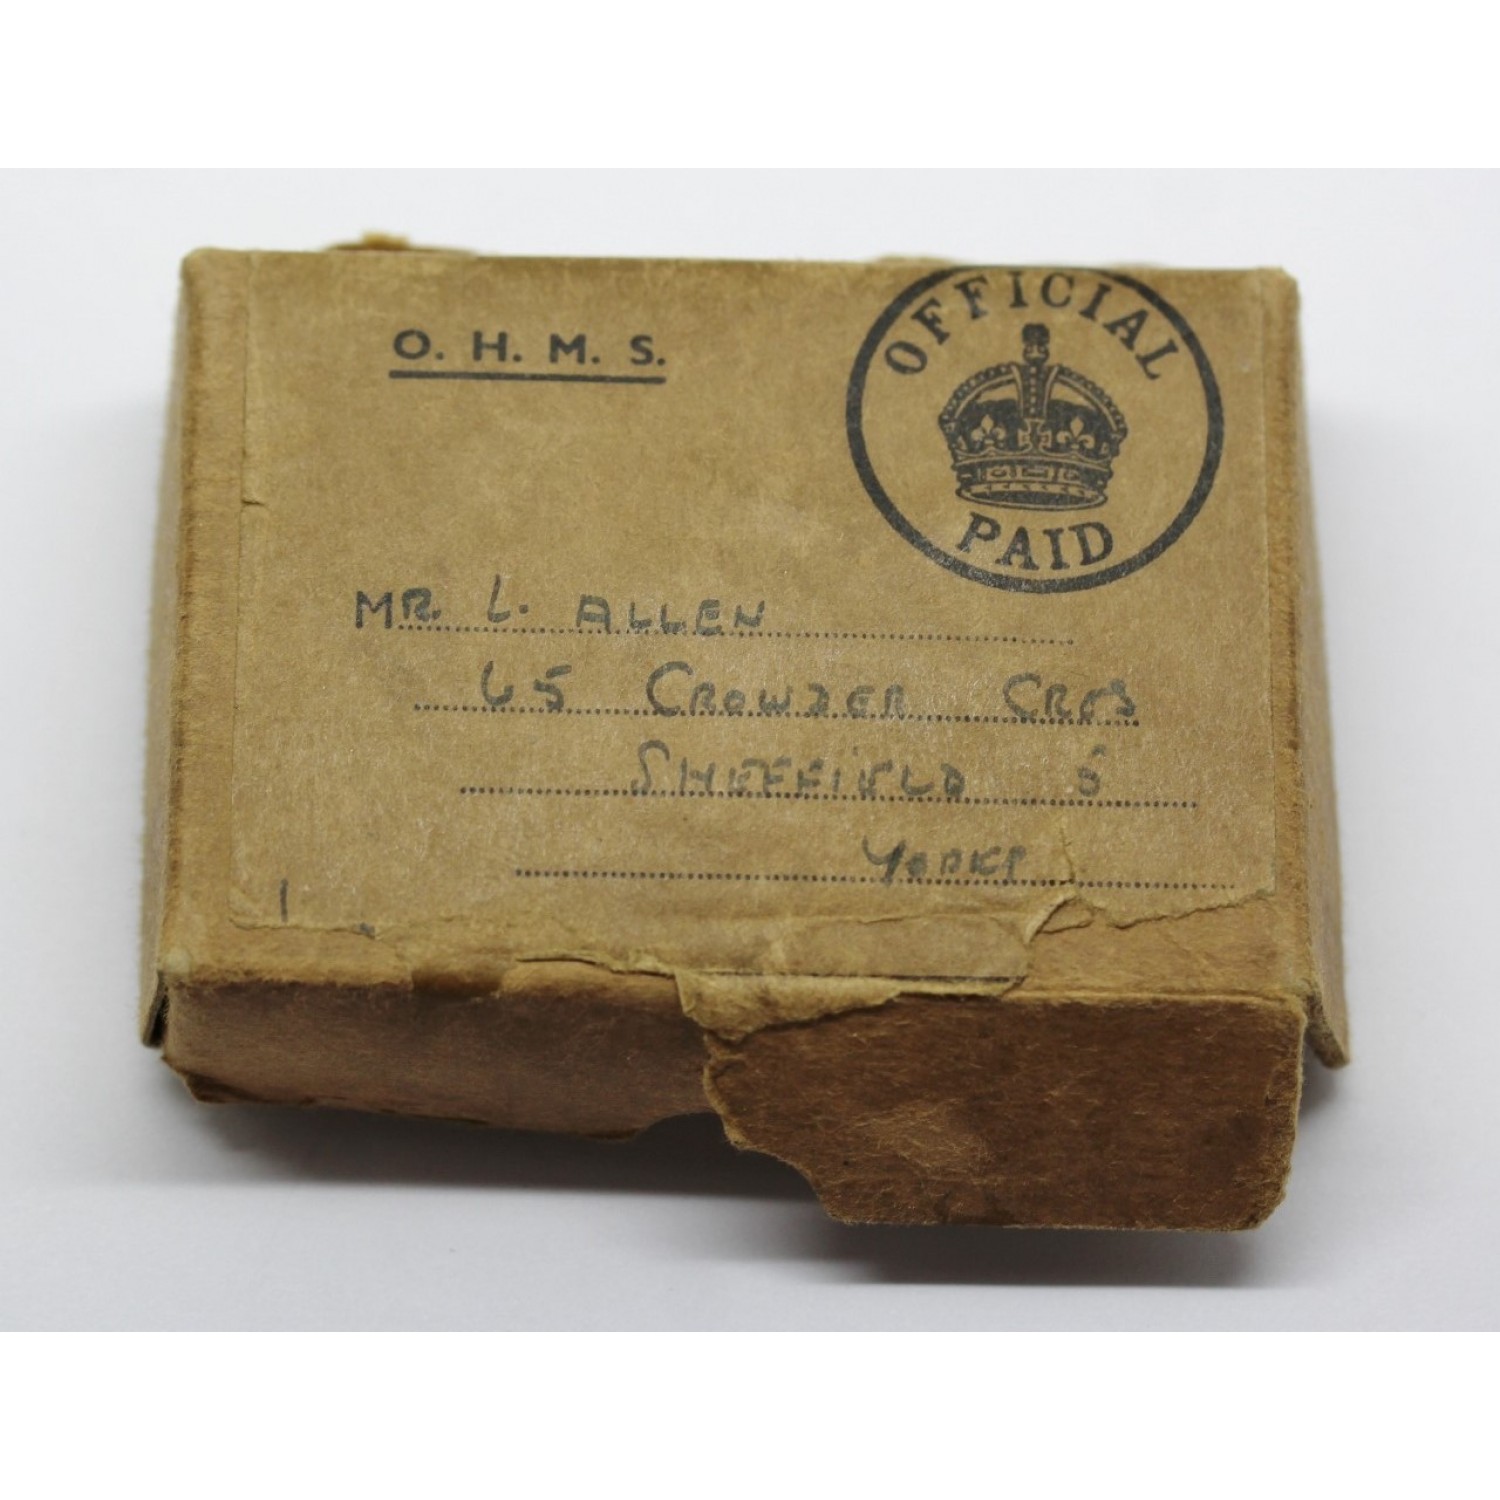 O. H. M. S.
OFFICIAL
PAID
MR. L. ALLEN
65 CROWDER CRES
SHEFFIELD 5
YORKS